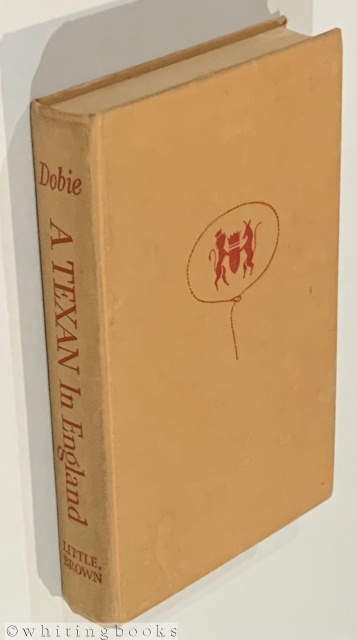 Dobie
A TEXAN In England
LITTLE,
BROWN
©whitingbooks